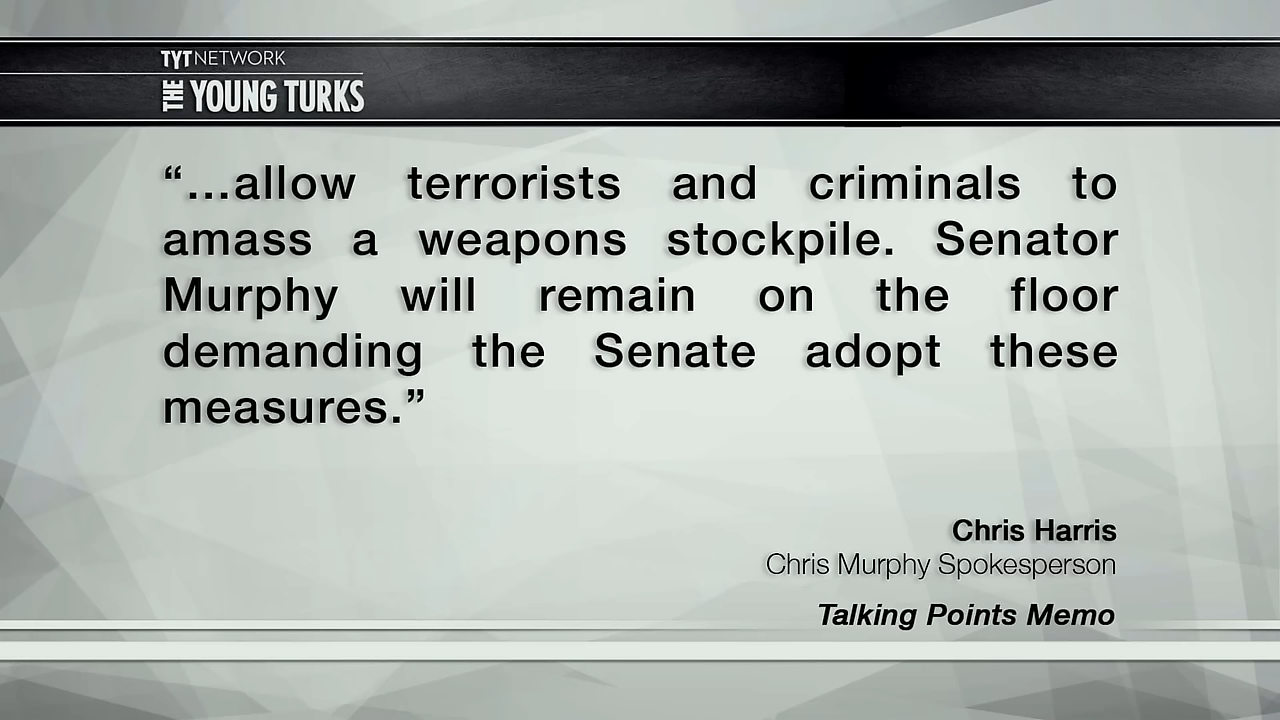 TYT NETWORK
THE YOUNG TURKS
“...allow terrorists and criminals to
amass a weapons stockpile. Senator
Murphy will remain on the floor
demanding the Senate adopt these
measures.”
Chris Harris
Chris Murphy Spokesperson
Talking Points Memo